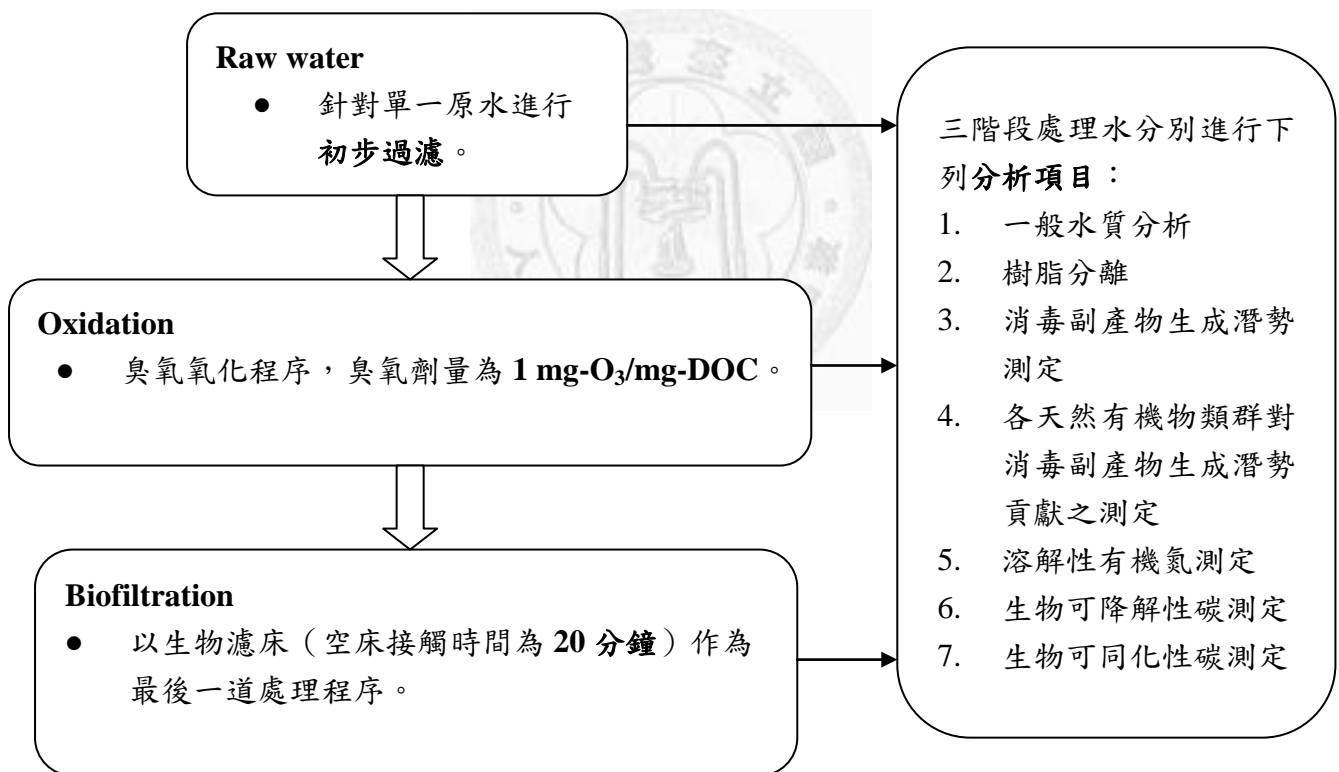 Raw water
● 針對單一原水進行
初步過濾。
Oxidation
● 臭氧氧化程序，臭氧劑量為 1 mg-O₃/mg-DOC。
Biofiltration
● 以生物濾床（空床接觸時間為 20 分鐘）作為
最後一道處理程序。
三階段處理水分別進行下
列分析項目：
1. 一般水質分析
2. 樹脂分離
3. 消毒副產物生成潛勢
測定
4. 各天然有機物類群對
消毒副產物生成潛勢
貢獻之測定
5. 溶解性有機氮測定
6. 生物可降解性碳測定
7. 生物可同化性碳測定